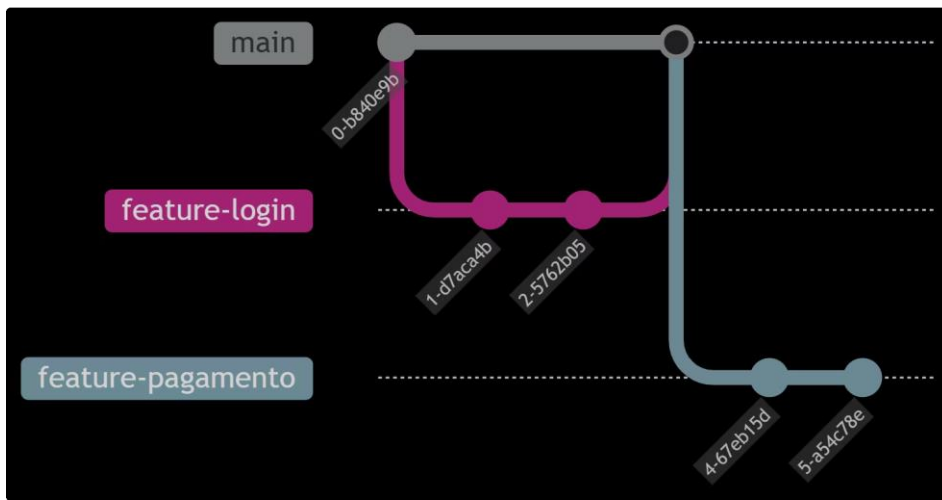 main
0-b840e9b
feature-login
1-d7aca4b
2-5762b05
feature-pagamento
4-67eb15d
5-a54c78e